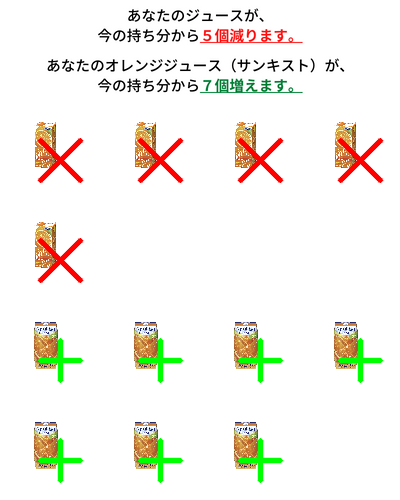 あなたのジュースが、
今の持ち分から５個減ります。
あなたのオレンジジュース（サンキスト）が、
今の持ち分から７個増えます。